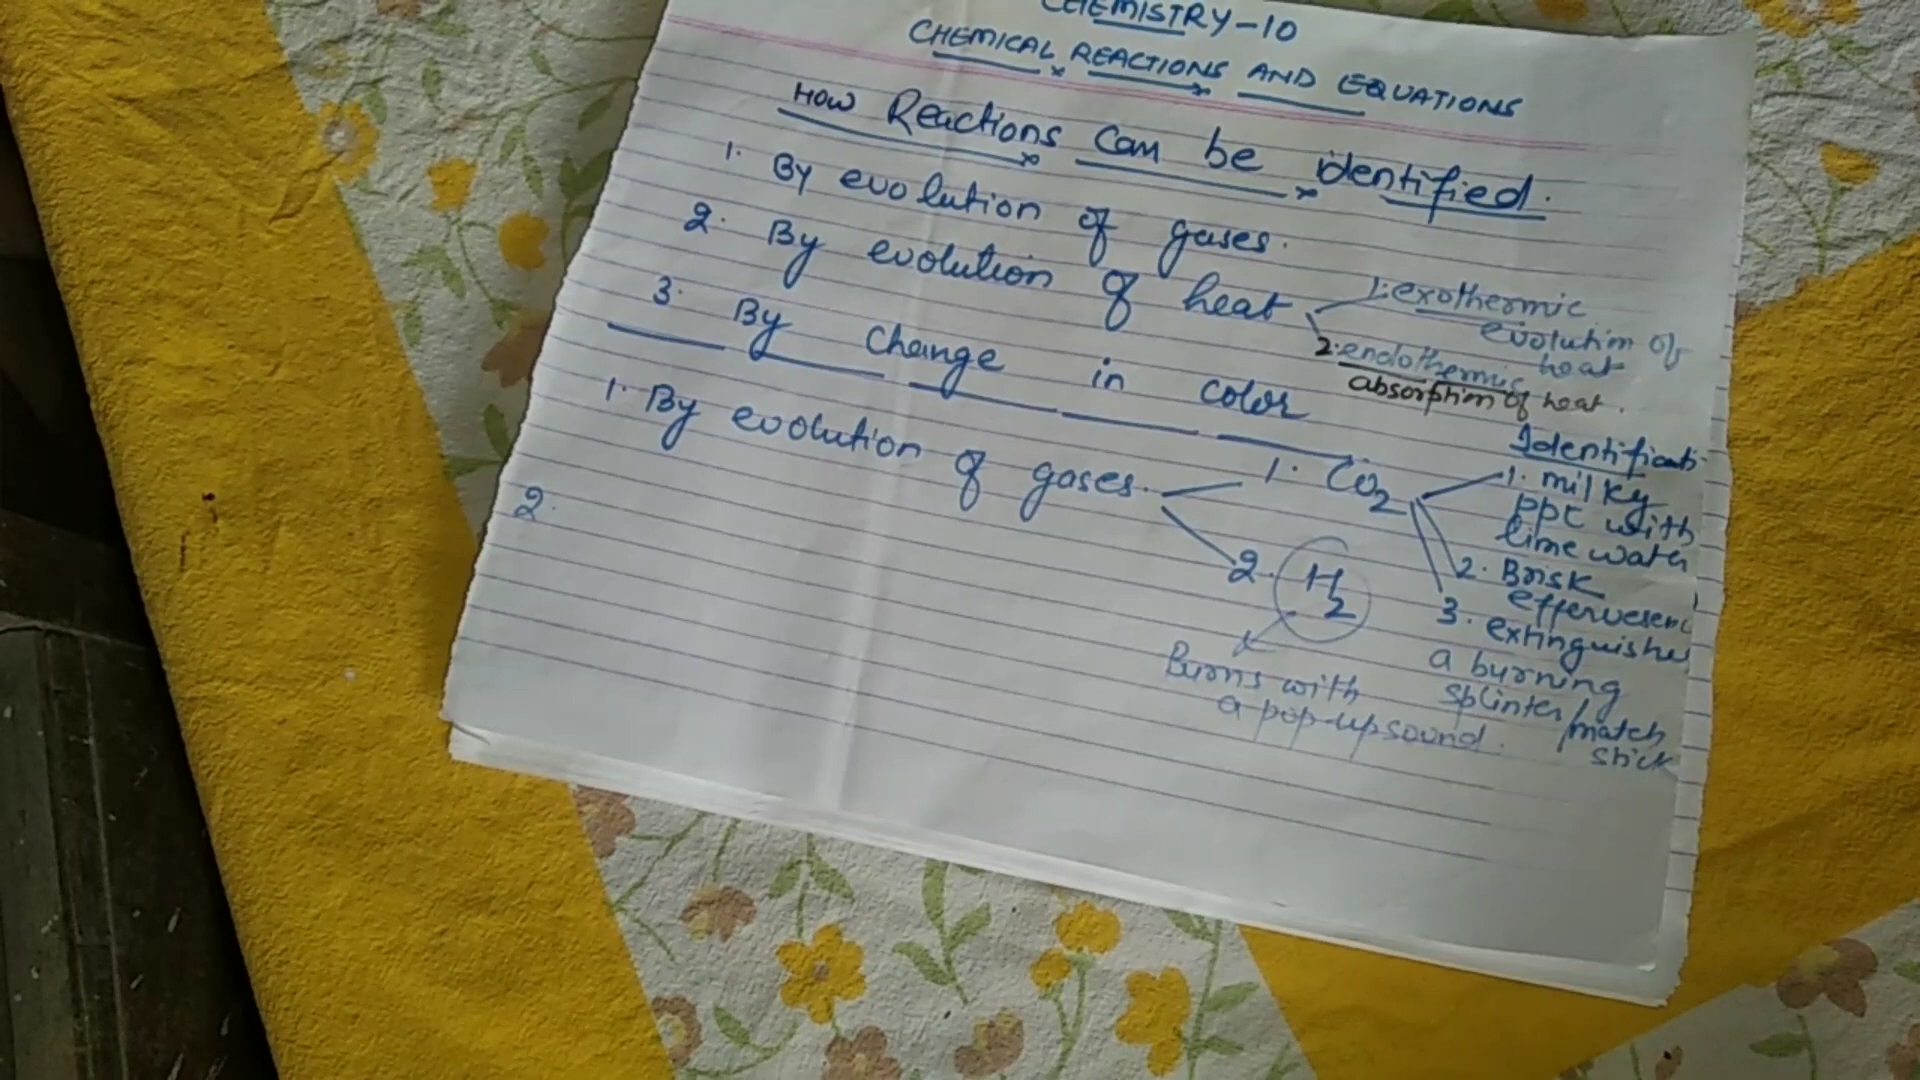 CHEMISTRY-10
CHEMICAL REACTIONS AND EQUATIONS
HOW Reactions Can be identified.
1. By evolution of gases.
2. By evolution of heat
1. exothermic
evolution of
heat
2. endothermic
absorption of heat.
3. By Change in color
1. By evolution of gases.
1. CO2
Identificati
1. milky
ppt with
lime water
2. Brisk
effervesenc
3. extinguishes
a burning
splinter/match
stick
2. H2
Burns with
a pop-up sound.
2.